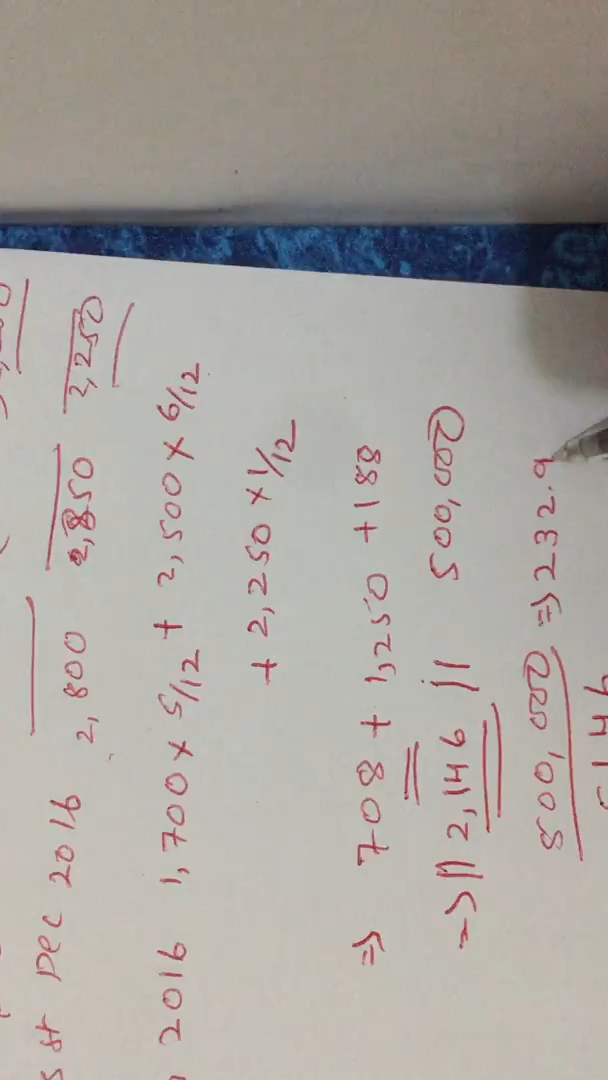 st Dec 2016 2,800 2,850 2,250
2016 1,700 x 5/12 + 2,500 x 6/12
+ 2,250 x 1/12
=> 708 + 1,250 + 188
=> 2,146 500,000
500,000 => 232.9